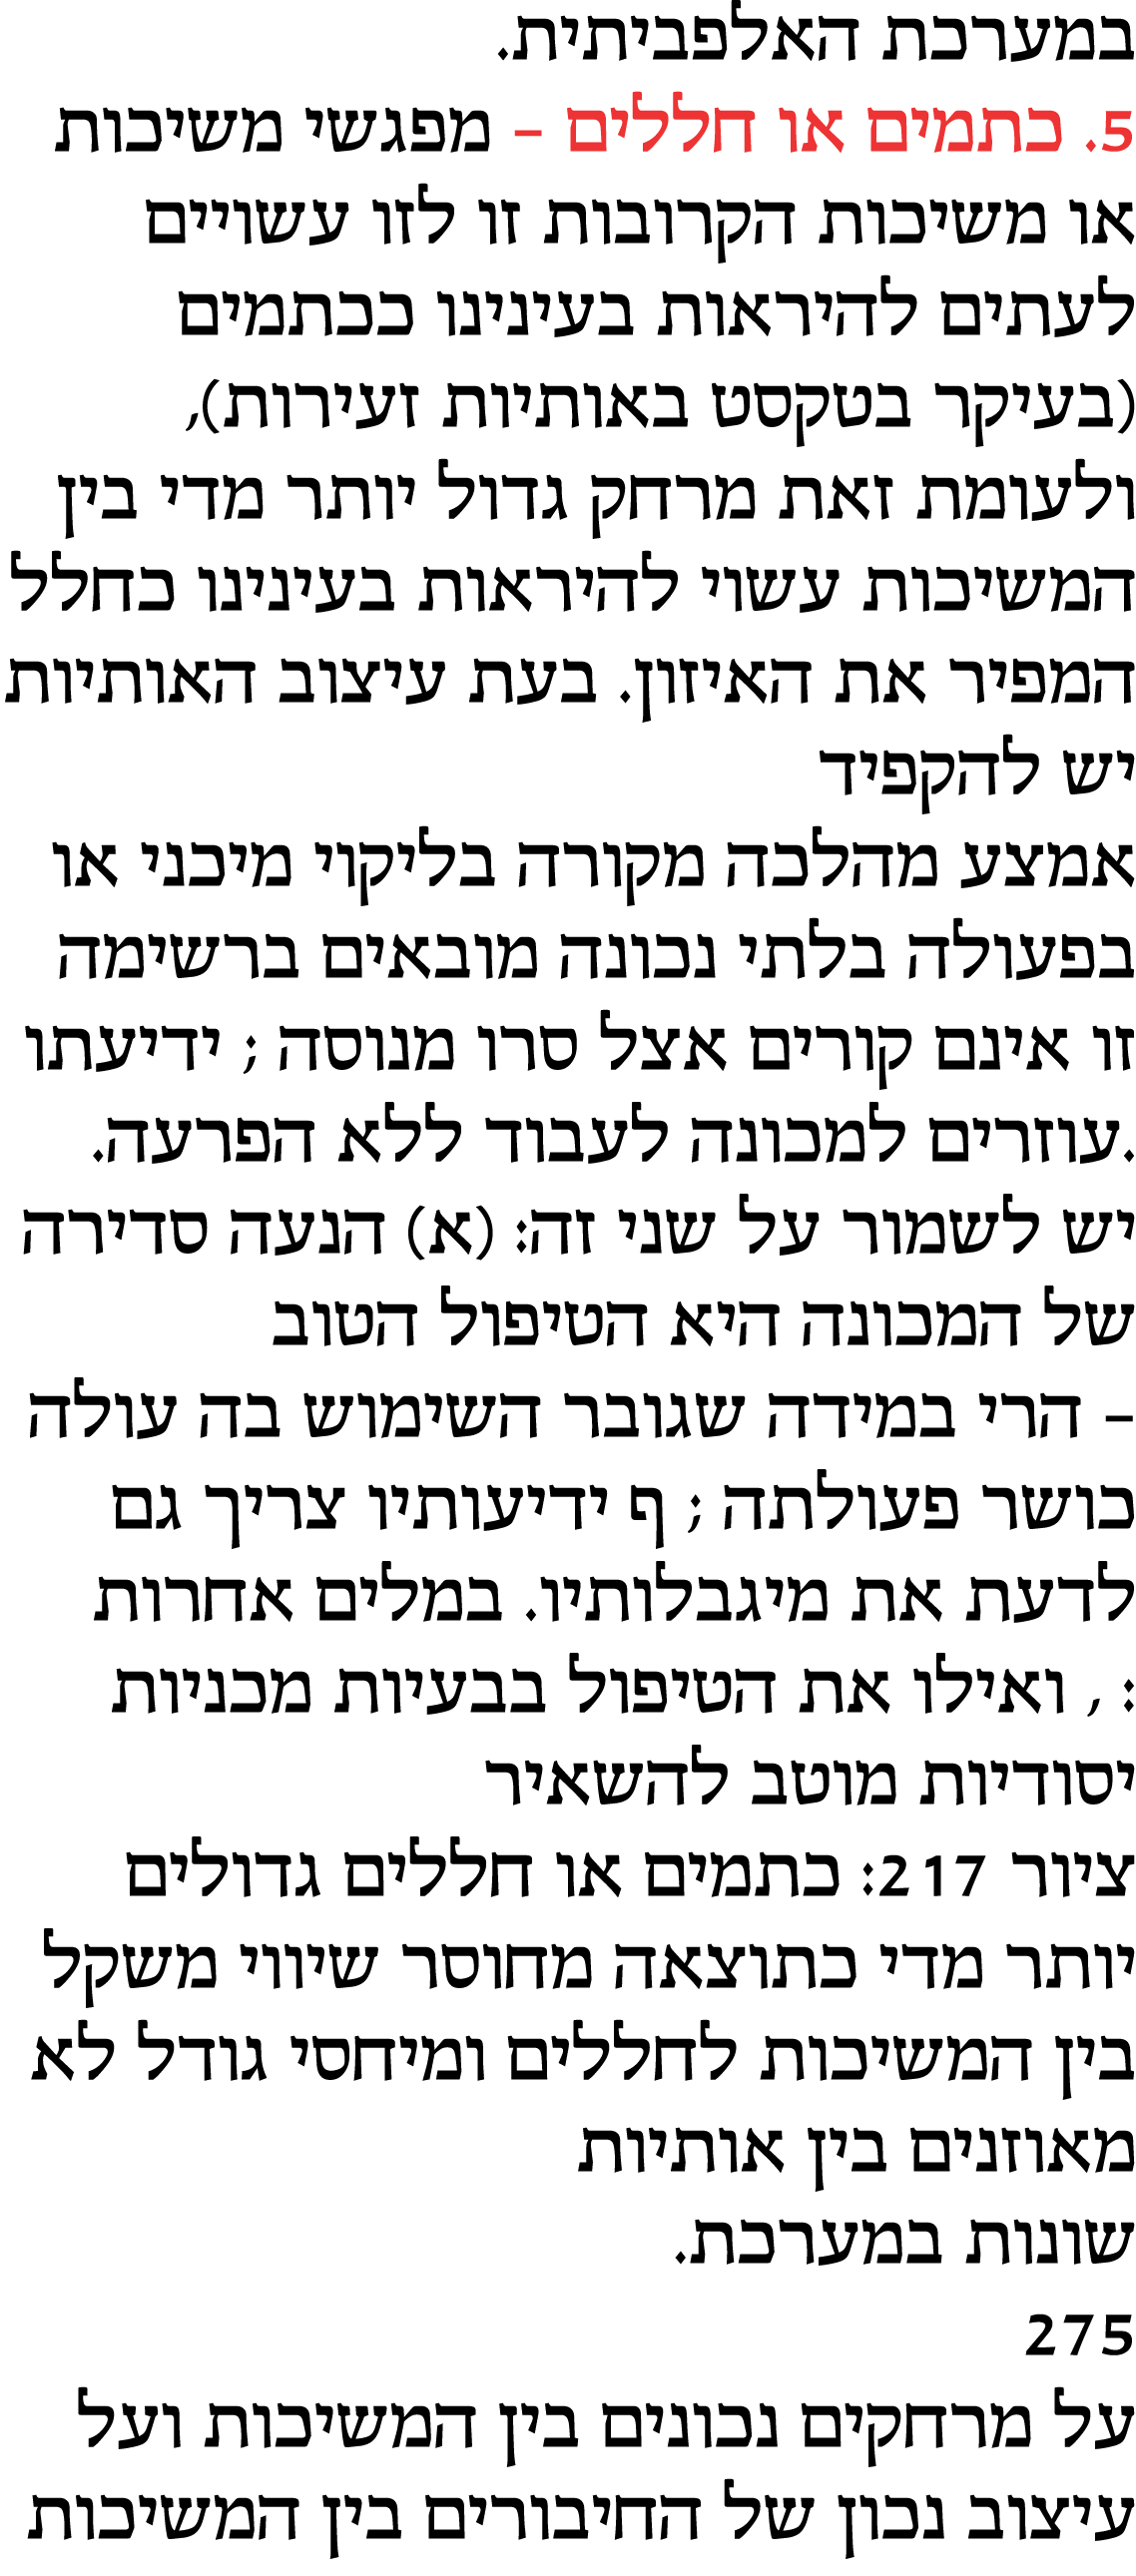 במערכת האלפביתית.
5. כתמים או חללים – מפגשי משיכות
או משיכות הקרובות זו לזו עשויים
לעתים להיראות בעינינו ככתמים
(בעיקר בטקסט באותיות זעירות),
ולעומת זאת מרחק גדול יותר מדי בין
המשיכות עשוי להיראות בעינינו כחלל
המפיר את האיזון. בעת עיצוב האותיות
יש להקפיד
אמצע מהלכה מקורה בליקוי מיכני או
בפעולה בלתי נכונה מובאים ברשימה
זו אינם קורים אצל סרו מנוסה ; ידיעתו
.עוזרים למכונה לעבוד ללא הפרעה.
יש לשמור על שני זה: (א) הנעה סדירה
של המכונה היא הטיפול הטוב
– הרי במידה שגובר השימוש בה עולה
כושר פעולתה ; ף ידיעותיו צריך גם
לדעת את מיגבלותיו. במלים אחרות
: , ואילו את הטיפול בבעיות מכניות
יסודיות מוטב להשאיר
ציור 217: כתמים או חללים גדולים
יותר מדי כתוצאה מחוסר שיווי משקל
בין המשיכות לחללים ומיחסי גודל לא
מאוזנים בין אותיות
שונות במערכת.
275
על מרחקים נכונים בין המשיכות ועל
עיצוב נכון של החיבורים בין המשיכות